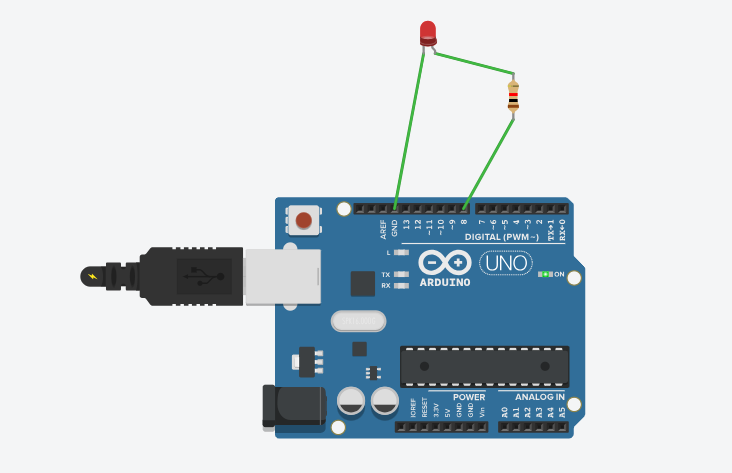 AREF
GND
13
12
~11
~10
~9
8
7
~6
~5
4
~3
2
TX→1
RX←0
DIGITAL (PWM~)
L
TX
RX
ARDUINO
UNO
ON
POWER
ANALOG IN
IOREF
RESET
3.3V
5V
GND
GND
Vin
A0
A1
A2
A3
A4
A5